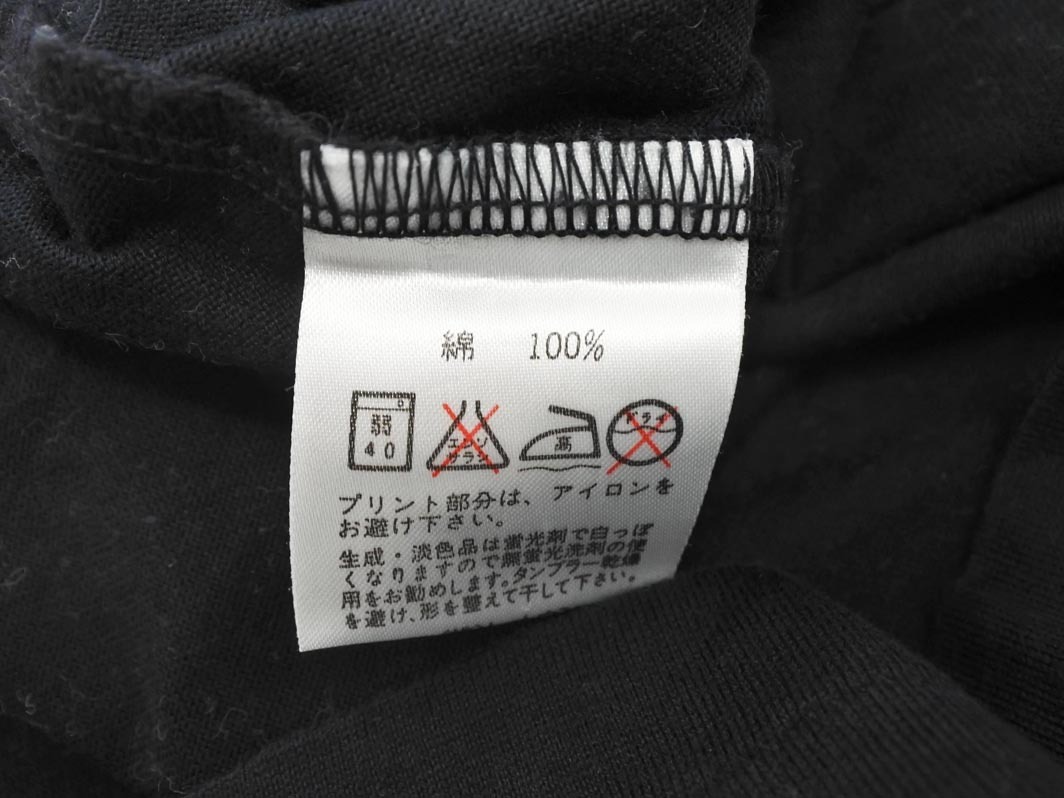 綿 100%
弱
40
エンソ
サラシ
高
ドライ
プリント部分は、アイロンを
お避け下さい。
生成・淡色品は蛍光剤で白っぽ
くなりますので無蛍光洗剤の使
用をお勧めします。タンブラー乾燥
を避け、形を整えて干して下さい。